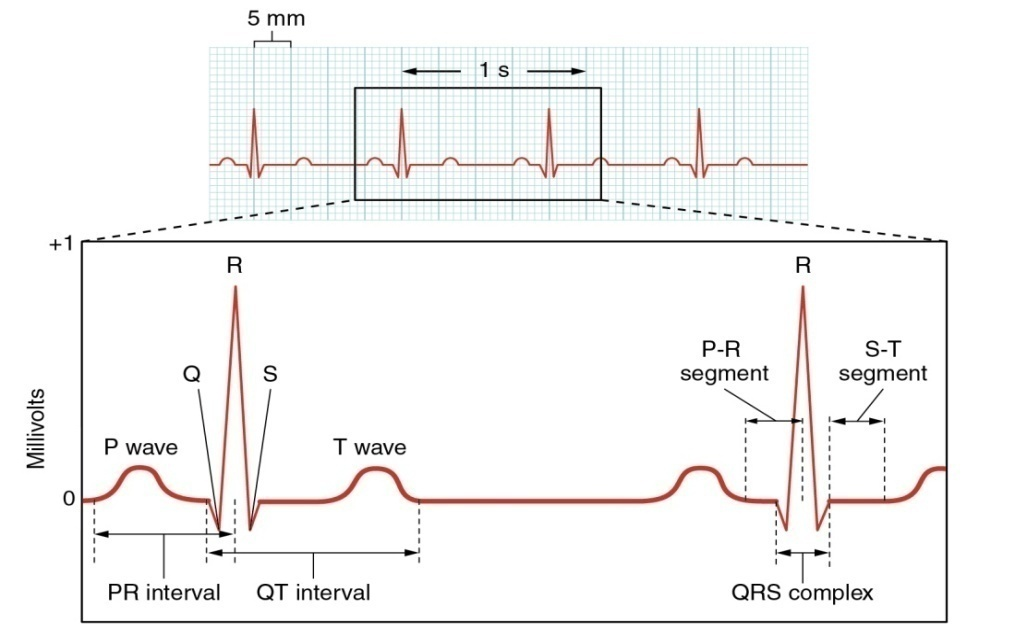 5 mm
1 s
+1
R
R
P-R
segment
S-T
segment
Q
S
Millivolts
P wave
T wave
0
PR interval
QT interval
QRS complex